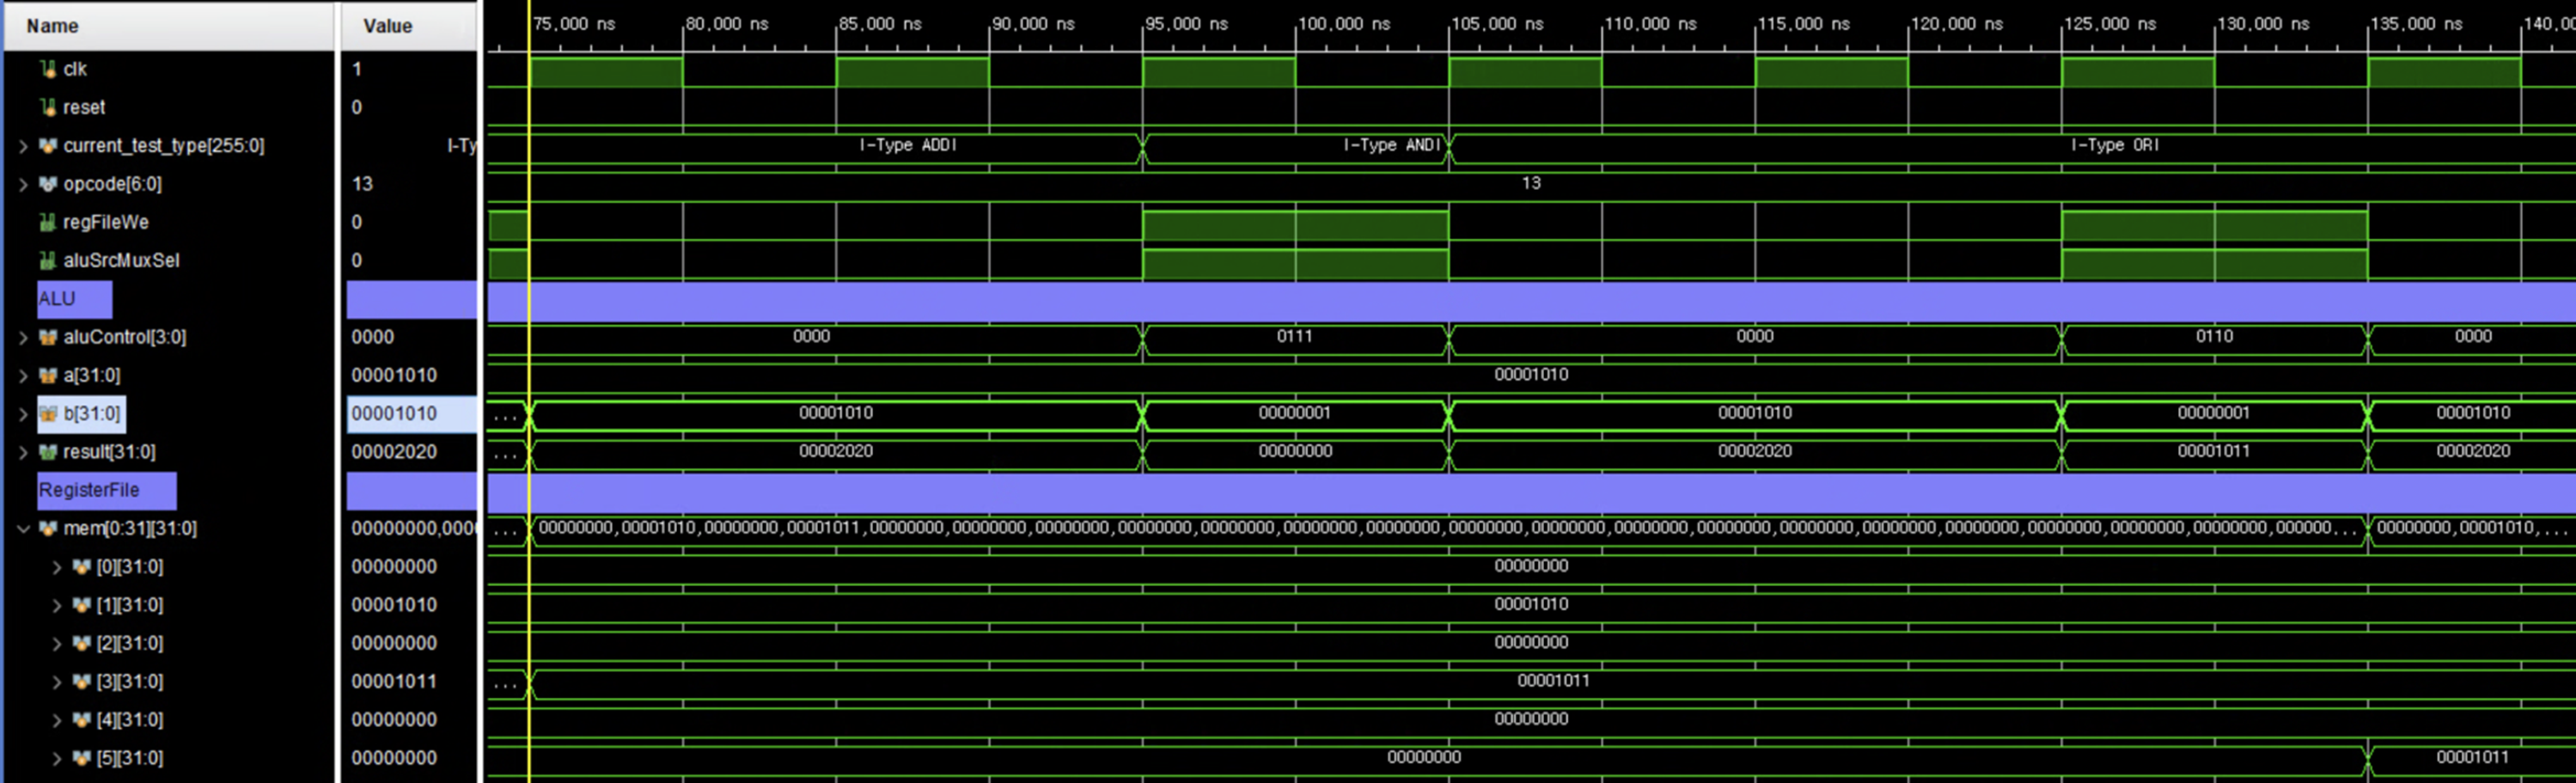 Name Value 75,000 ns 80,000 ns 85,000 ns 90,000 ns 95,000 ns 100,000 ns 105,000 ns 110,000 ns 115,000 ns 120,000 ns 125,000 ns 130,000 ns 135,000 ns 140,0
clk 1
reset 0
current_test_type[255:0] I-Ty I-Type ADDI I-Type ANDI I-Type ORI
opcode[6:0] 13 13
regFileWe 0
aluSrcMuxSel 0
ALU
aluControl[3:0] 0000 0000 0111 0000 0110 0000
a[31:0] 00001010 00001010
b[31:0] 00001010 ... 00001010 00000001 00001010 00000001 00001010
result[31:0] 00002020 ... 00002020 00000000 00002020 00001011 00002020
RegisterFile
mem[0:31][31:0] 00000000,000 ... 00000000,00001010,00000000,00001011,00000000,00000000,00000000,00000000,00000000,00000000,00000000,00000000,00000000,00000000,00000000,00000000,00000000,00000000,00000000,00000000,00000000,000000... 00000000,00001010,...
[0][31:0] 00000000 00000000
[1][31:0] 00001010 00001010
[2][31:0] 00000000 00000000
[3][31:0] 00001011 ... 00001011
[4][31:0] 00000000 00000000
[5][31:0] 00000000 00000000 00001011